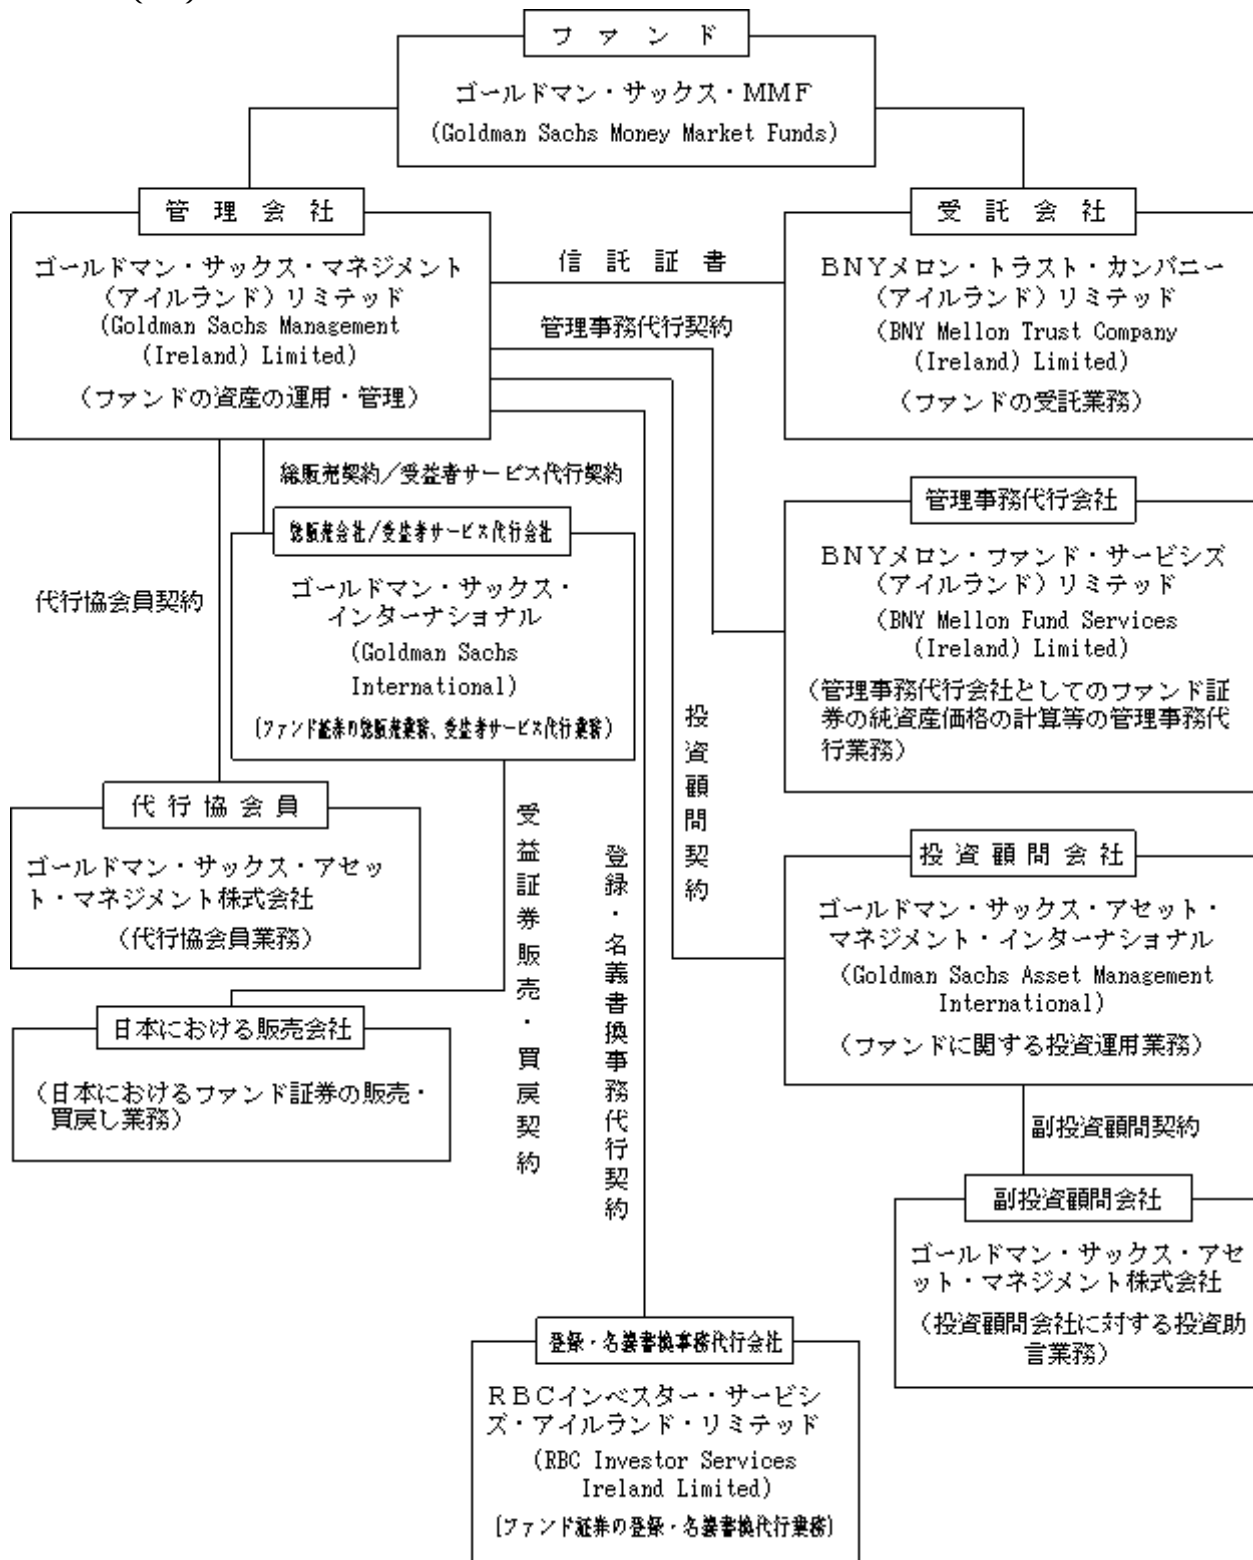 ファンド
ゴールドマン・サックス・MMF
(Goldman Sachs Money Market Funds)
管理会社
ゴールドマン・サックス・マネジメント
（アイルランド）リミテッド
(Goldman Sachs Management
(Ireland) Limited)
（ファンドの資産の運用・管理）
信託証書
管理事務代行契約
受託会社
BNYメロン・トラスト・カンパニー
（アイルランド）リミテッド
(BNY Mellon Trust Company
(Ireland) Limited)
（ファンドの受託業務）
総販売契約／受益者サービス代行契約
総販売会社/受益者サービス代行会社
ゴールドマン・サックス・
インターナショナル
(Goldman Sachs
International)
(ファンド証券の総販売業務、受益者サービス代行業務)
代行協会員契約
管理事務代行会社
BNYメロン・ファンド・サービシズ
（アイルランド）リミテッド
(BNY Mellon Fund Services
(Ireland) Limited)
（管理事務代行会社としてのファンド証
券の純資産価格の計算等の管理事務代
行業務）
代行協会員
ゴールドマン・サックス・アセッ
ト・マネジメント株式会社
（代行協会員業務）
受益証券販売・買戻契約
登録・名義書換事務代行契約
投資顧問契約
投資顧問会社
ゴールドマン・サックス・アセット・
マネジメント・インターナショナル
(Goldman Sachs Asset Management
International)
（ファンドに関する投資運用業務）
日本における販売会社
（日本におけるファンド証券の販売・
買戻し業務）
副投資顧問契約
副投資顧問会社
ゴールドマン・サックス・アセ
ット・マネジメント株式会社
（投資顧問会社に対する投資助
言業務）
登録・名義書換事務代行会社
RBCインベスター・サービシ
ズ・アイルランド・リミテッド
(RBC Investor Services
Ireland Limited)
(ファンド証券の登録・名義書換代行業務)